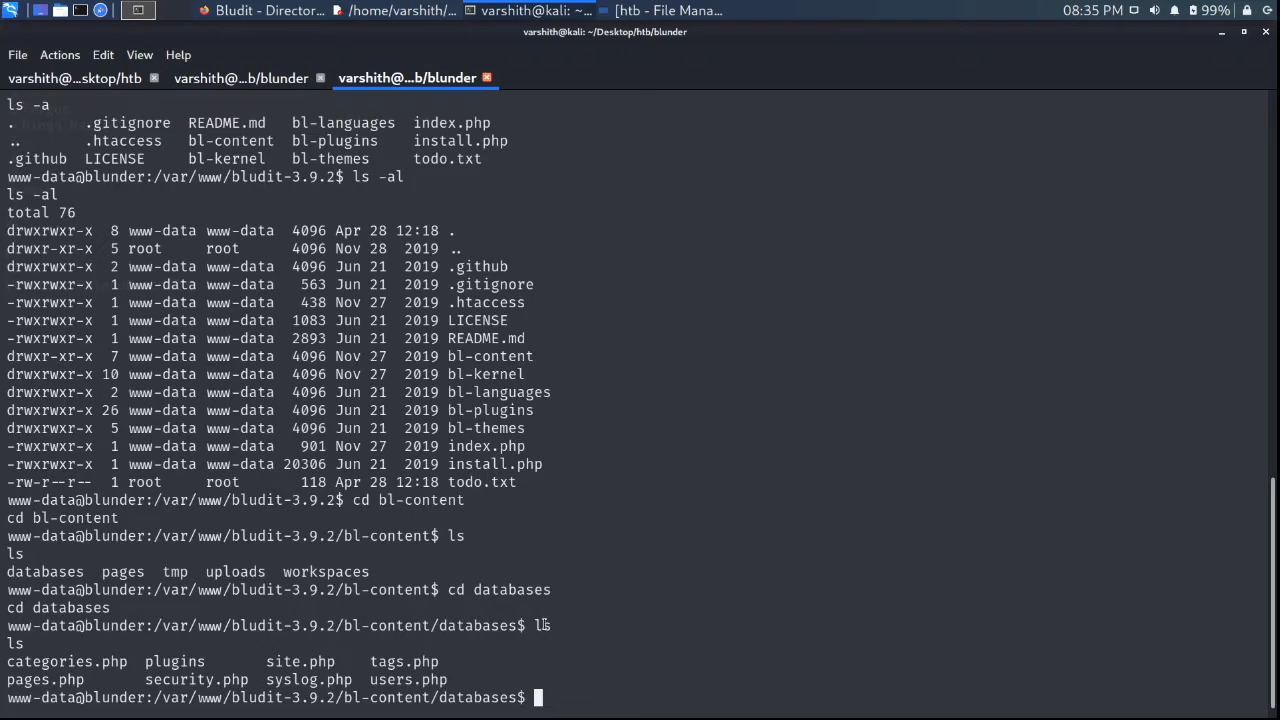 Bludit - Director... /home/varshith/... varshith@kali: ~... [htb - File Mana... 08:35 PM 99%
varshith@kali: ~/Desktop/htb/blunder
File Actions Edit View Help
varshith@...sktop/htb varshith@...b/blunder varshith@...b/blunder
ls -a
. .gitignore README.md bl-languages index.php
.. .htaccess bl-content bl-plugins install.php
.github LICENSE bl-kernel bl-themes todo.txt
www-data@blunder:/var/www/bludit-3.9.2$ ls -al
ls -al
total 76
drwxrwxr-x 8 www-data www-data 4096 Apr 28 12:18 .
drwxr-xr-x 5 root root 4096 Nov 28 2019 ..
drwxrwxr-x 2 www-data www-data 4096 Jun 21 2019 .github
-rwxrwxr-x 1 www-data www-data 563 Jun 21 2019 .gitignore
-rwxrwxr-x 1 www-data www-data 438 Nov 27 2019 .htaccess
-rwxrwxr-x 1 www-data www-data 1083 Jun 21 2019 LICENSE
-rwxrwxr-x 1 www-data www-data 2893 Jun 21 2019 README.md
drwxr-xr-x 7 www-data www-data 4096 Nov 27 2019 bl-content
drwxrwxr-x 10 www-data www-data 4096 Nov 27 2019 bl-kernel
drwxrwxr-x 2 www-data www-data 4096 Jun 21 2019 bl-languages
drwxrwxr-x 26 www-data www-data 4096 Jun 21 2019 bl-plugins
drwxrwxr-x 5 www-data www-data 4096 Jun 21 2019 bl-themes
-rwxrwxr-x 1 www-data www-data 901 Nov 27 2019 index.php
-rwxrwxr-x 1 www-data www-data 20306 Jun 21 2019 install.php
-rw-r--r-- 1 root root 118 Apr 28 12:18 todo.txt
www-data@blunder:/var/www/bludit-3.9.2$ cd bl-content
cd bl-content
www-data@blunder:/var/www/bludit-3.9.2/bl-content$ ls
ls
databases pages tmp uploads workspaces
www-data@blunder:/var/www/bludit-3.9.2/bl-content$ cd databases
cd databases
www-data@blunder:/var/www/bludit-3.9.2/bl-content/databases$ ls
ls
categories.php plugins site.php tags.php
pages.php security.php syslog.php users.php
www-data@blunder:/var/www/bludit-3.9.2/bl-content/databases$